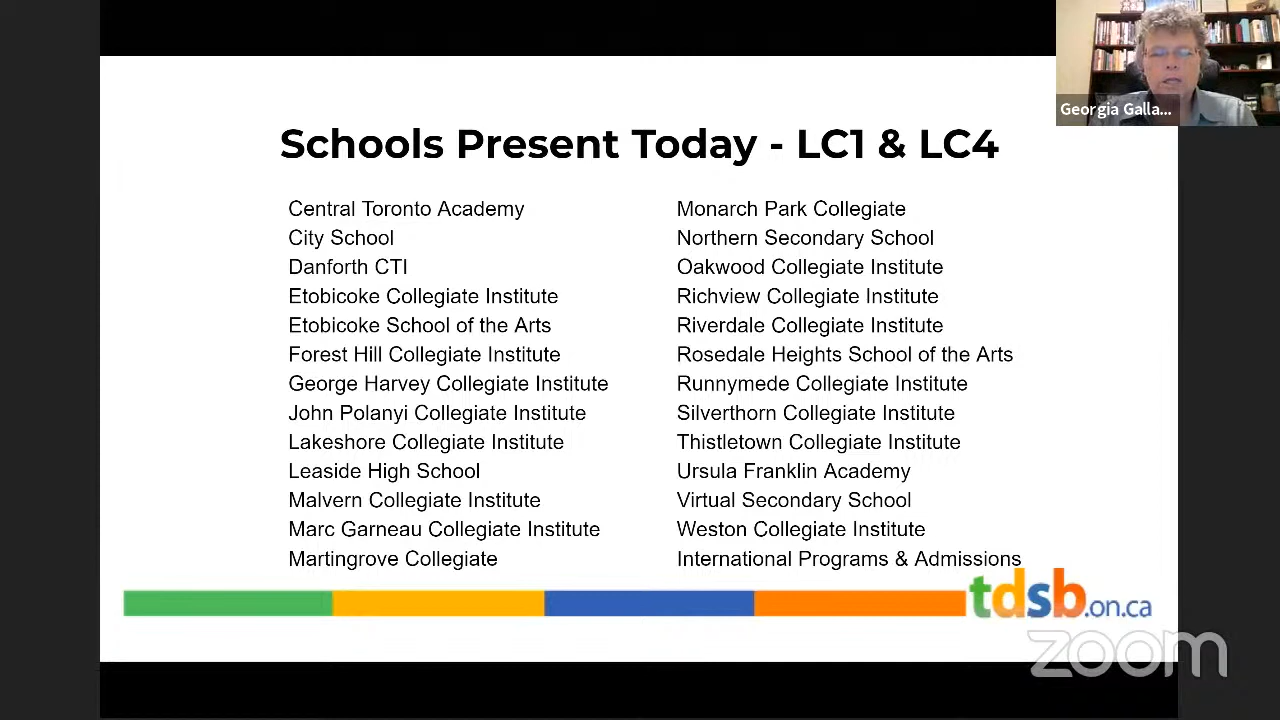 Schools Present Today - LC1 & LC4
Central Toronto Academy
City School
Danforth CTI
Etobicoke Collegiate Institute
Etobicoke School of the Arts
Forest Hill Collegiate Institute
George Harvey Collegiate Institute
John Polanyi Collegiate Institute
Lakeshore Collegiate Institute
Leaside High School
Malvern Collegiate Institute
Marc Garneau Collegiate Institute
Martingrove Collegiate
Monarch Park Collegiate
Northern Secondary School
Oakwood Collegiate Institute
Richview Collegiate Institute
Riverdale Collegiate Institute
Rosedale Heights School of the Arts
Runnymede Collegiate Institute
Silverthorn Collegiate Institute
Thistletown Collegiate Institute
Ursula Franklin Academy
Virtual Secondary School
Weston Collegiate Institute
International Programs & Admissions
tdsb.on.ca
zoom
Georgia Galla...